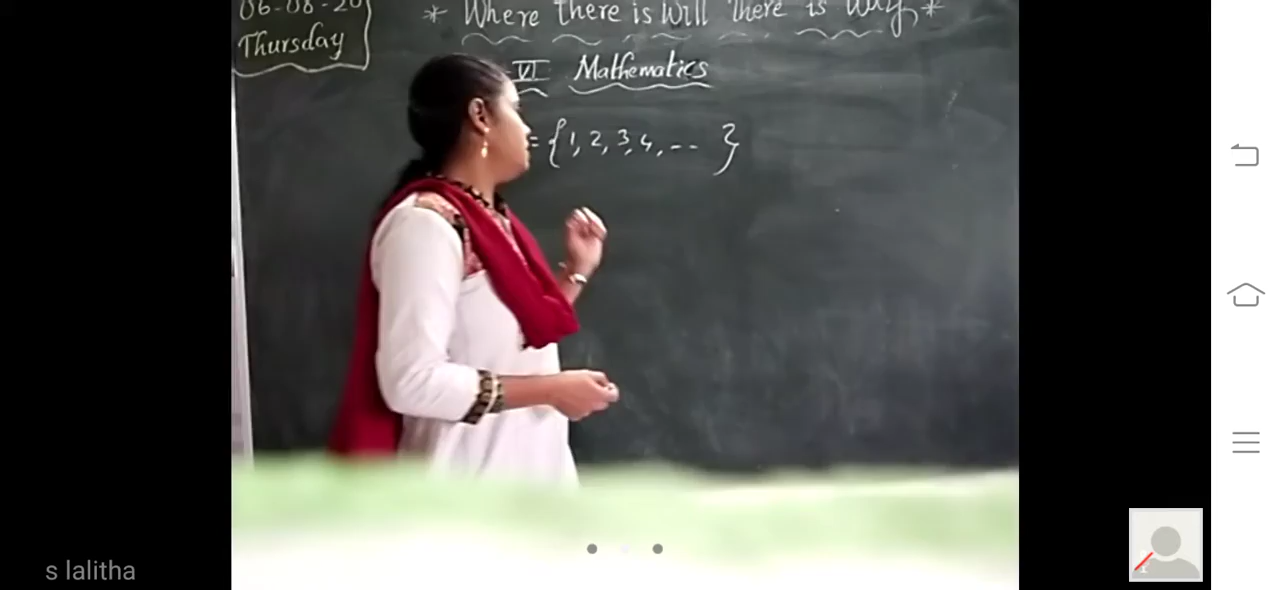 06-08-20
Thursday
* Where there is will there is way *
VI Mathematics
= {1, 2, 3, 4, -- }
s lalitha